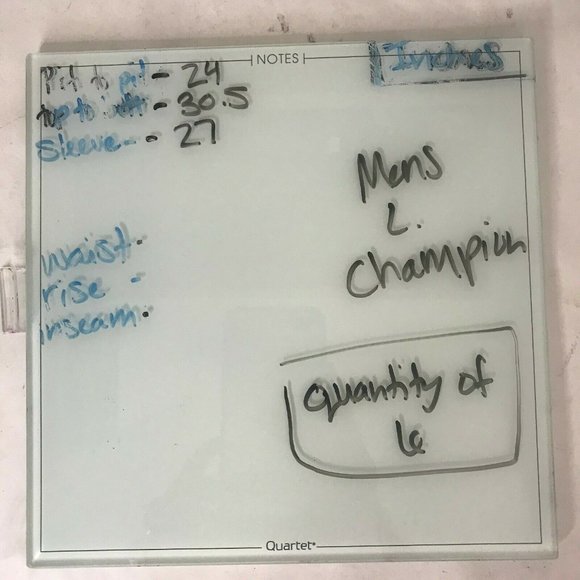 NOTES
Inches
Pit to pit - 24
top to bottom - 30.5
Sleeve - 27
Mens
L.
Champion
waist -
rise -
inseam -
quantity of
6
Quartet